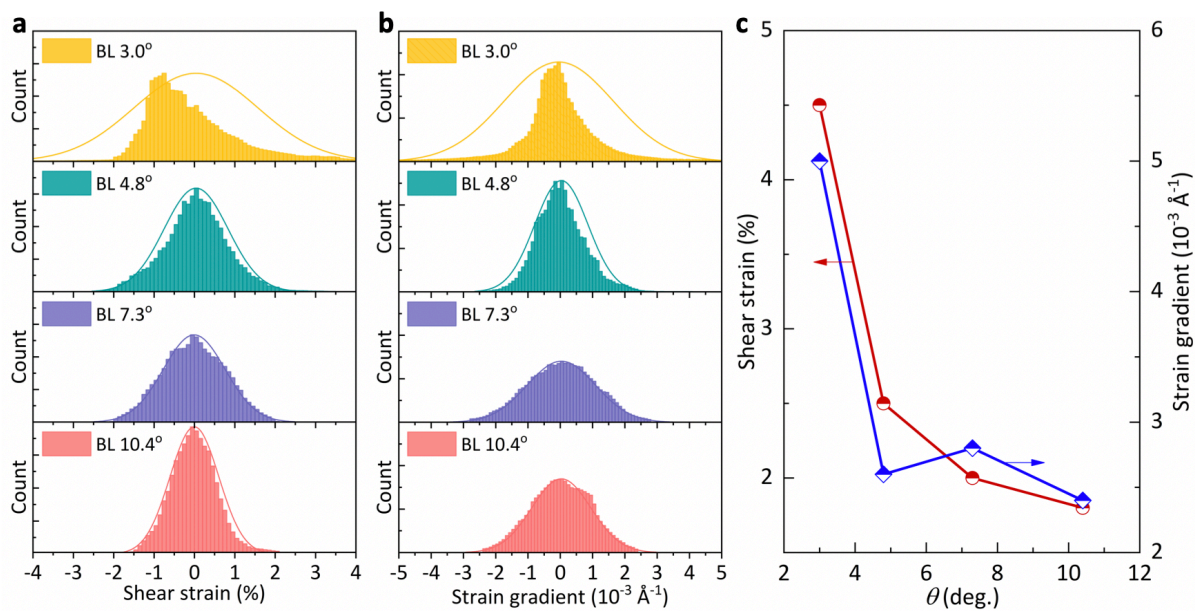 a
BL 3.0°
Count
BL 4.8°
Count
BL 7.3°
Count
BL 10.4°
Count
-4 -3 -2 -1 0 1 2 3 4
Shear strain (%)
b
BL 3.0°
Count
BL 4.8°
Count
BL 7.3°
Count
BL 10.4°
Count
-5 -4 -3 -2 -1 0 1 2 3 4 5
Strain gradient (10⁻³ Å⁻¹)
c
5
4
3
2
Shear strain (%)
6
5
4
3
2
Strain gradient (10⁻³ Å⁻¹)
2 4 6 8 10 12
θ (deg.)